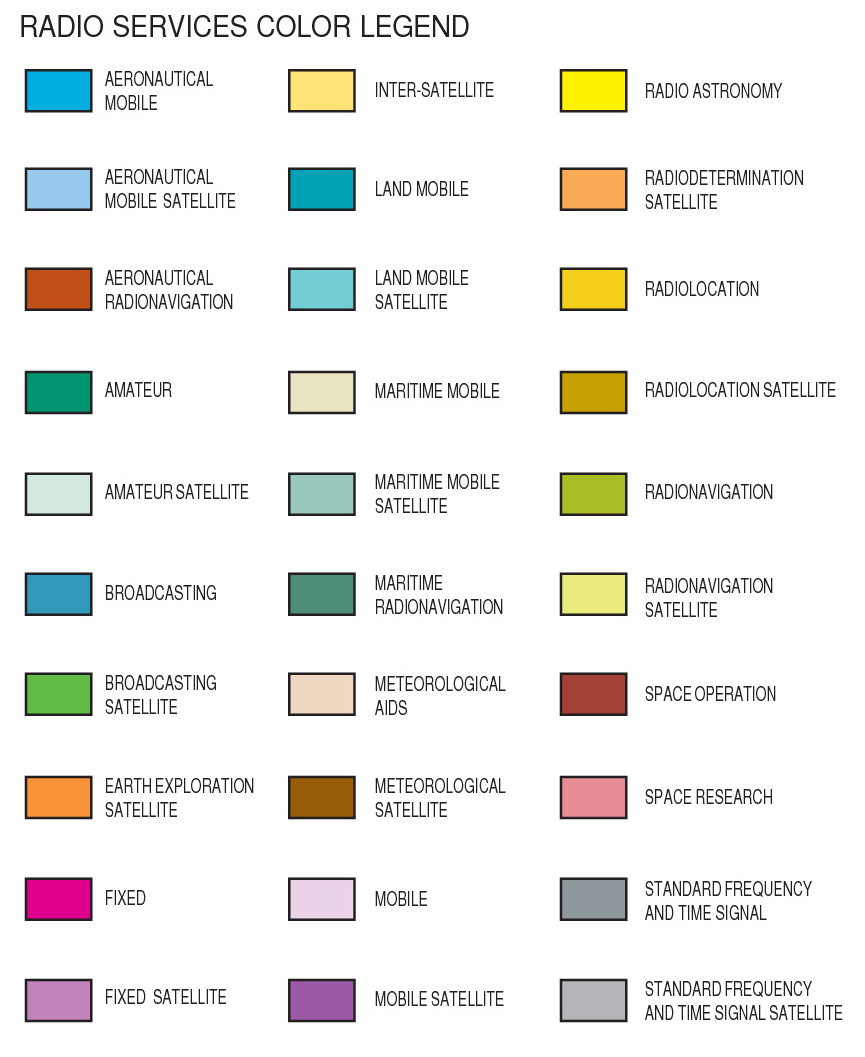 RADIO SERVICES COLOR LEGEND
AERONAUTICAL
MOBILE
INTER-SATELLITE
RADIO ASTRONOMY
AERONAUTICAL
MOBILE SATELLITE
LAND MOBILE
RADIODETERMINATION
SATELLITE
AERONAUTICAL
RADIONAVIGATION
LAND MOBILE
SATELLITE
RADIOLOCATION
AMATEUR
MARITIME MOBILE
RADIOLOCATION SATELLITE
AMATEUR SATELLITE
MARITIME MOBILE
SATELLITE
RADIONAVIGATION
BROADCASTING
MARITIME
RADIONAVIGATION
RADIONAVIGATION
SATELLITE
BROADCASTING
SATELLITE
METEOROLOGICAL
AIDS
SPACE OPERATION
EARTH EXPLORATION
SATELLITE
METEOROLOGICAL
SATELLITE
SPACE RESEARCH
FIXED
MOBILE
STANDARD FREQUENCY
AND TIME SIGNAL
FIXED SATELLITE
MOBILE SATELLITE
STANDARD FREQUENCY
AND TIME SIGNAL SATELLITE